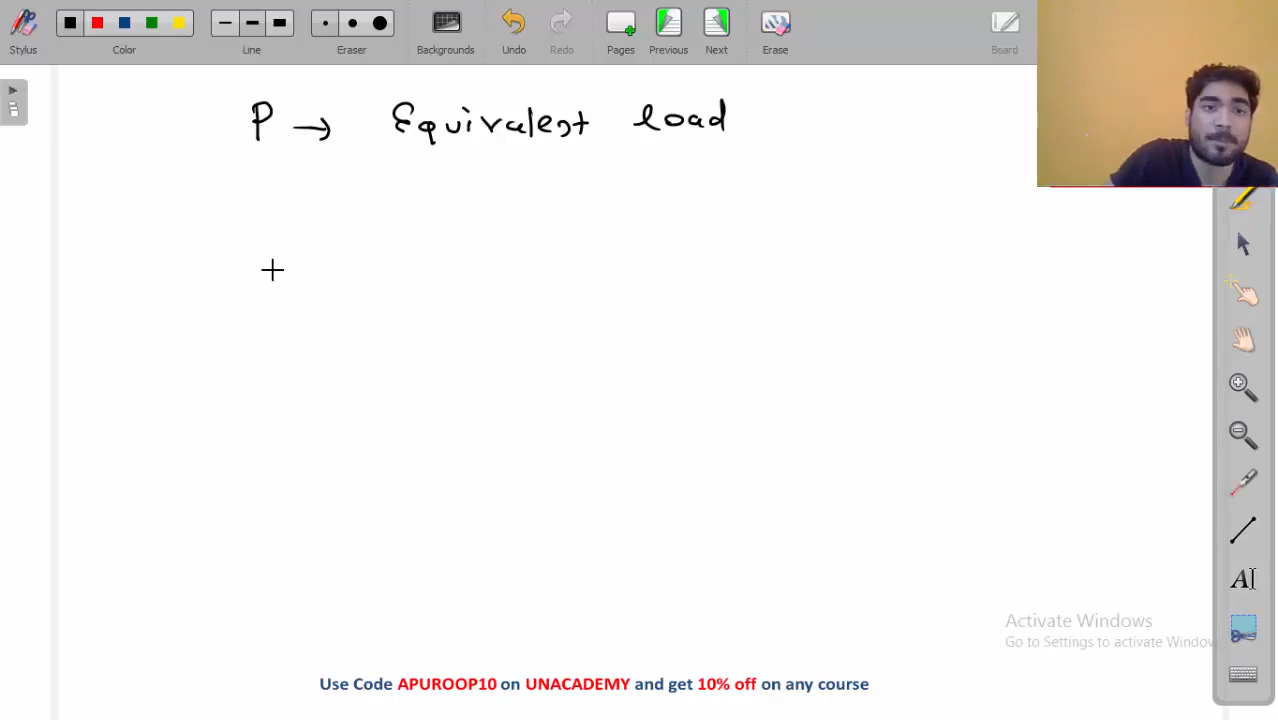 Stylus
Color
Line
Eraser
Backgrounds
Undo
Redo
Pages
Previous
Next
Erase
Board
P → Equivalent load
Activate Windows
Go to Settings to activate Windows
Use Code APUROOP10 on UNACADEMY and get 10% off on any course